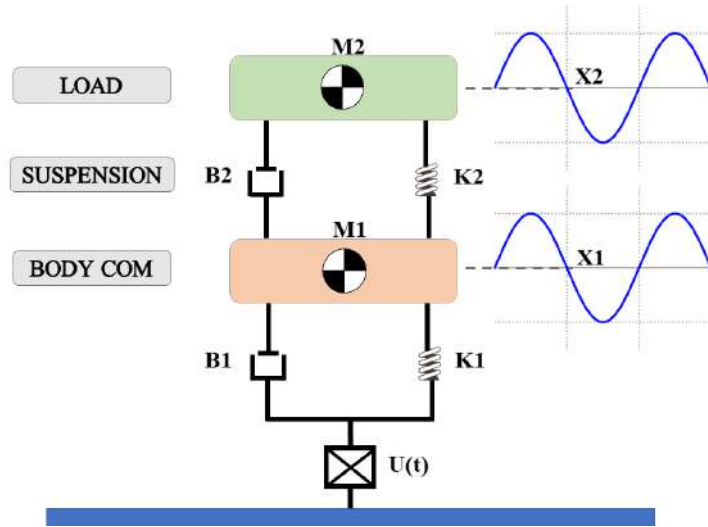 M2
LOAD
X2
SUSPENSION
B2
K2
M1
BODY COM
X1
B1
K1
U(t)